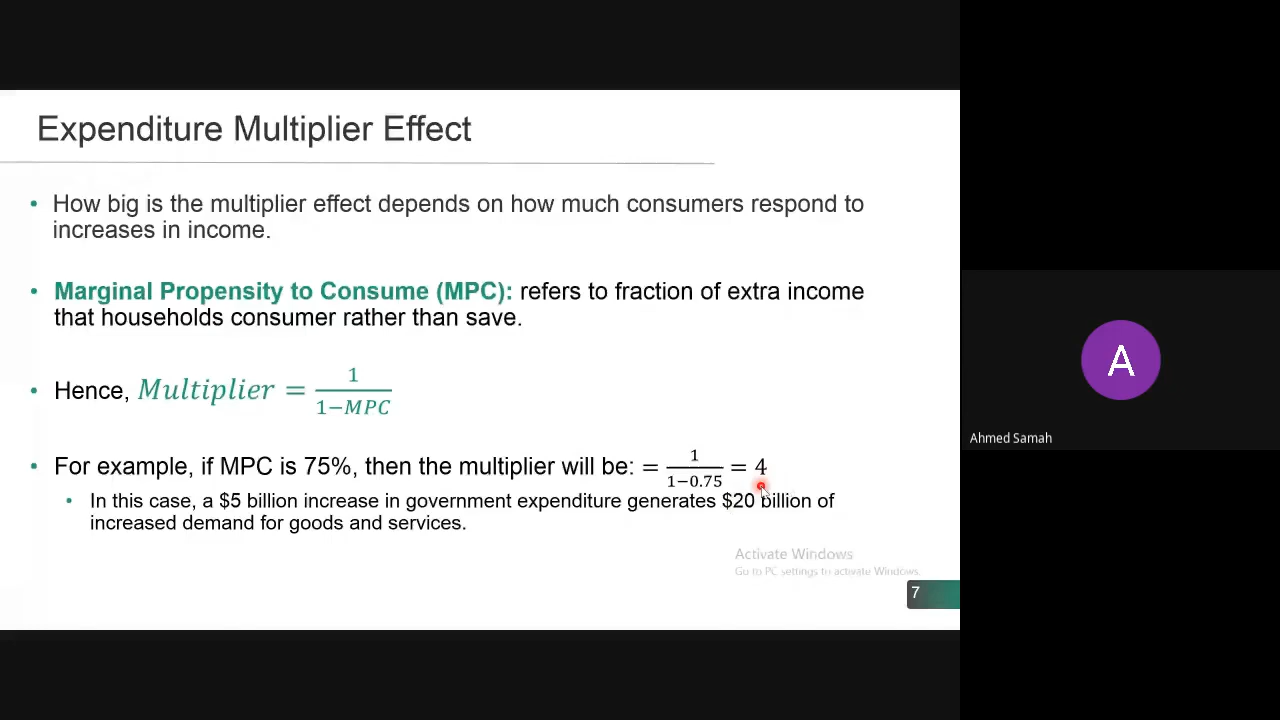 Expenditure Multiplier Effect
• How big is the multiplier effect depends on how much consumers respond to
increases in income.
• Marginal Propensity to Consume (MPC): refers to fraction of extra income
that households consumer rather than save.
• Hence, Multiplier = 1/(1−MPC)
• For example, if MPC is 75%, then the multiplier will be: = 1/(1−0.75) = 4
• In this case, a $5 billion increase in government expenditure generates $20 billion of
increased demand for goods and services.
Activate Windows
Go to PC settings to activate Windows.
7
A
Ahmed Samah